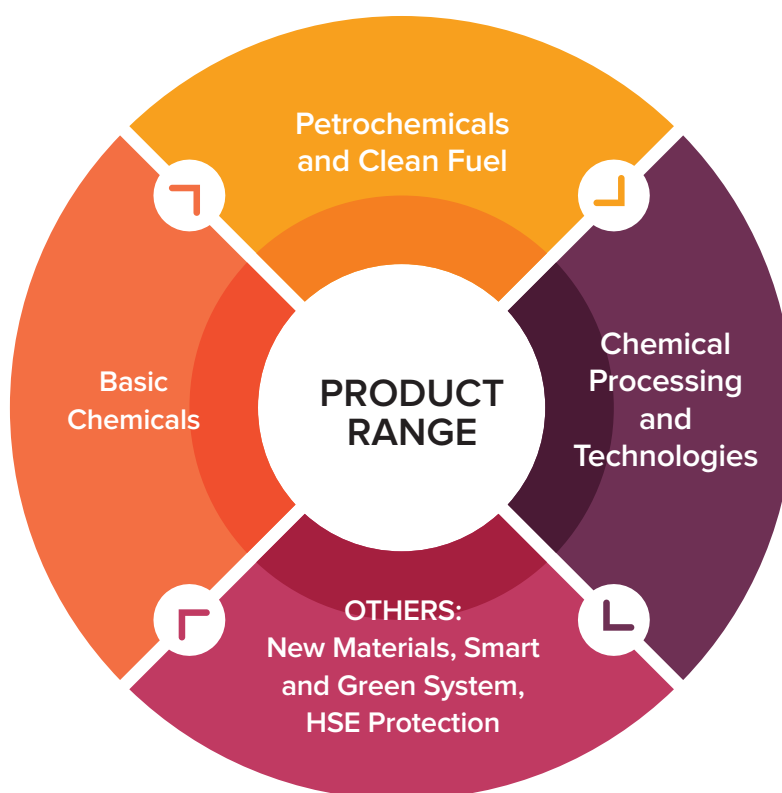 Petrochemicals
and Clean Fuel
Basic
Chemicals
PRODUCT
RANGE
Chemical
Processing
and
Technologies
OTHERS:
New Materials, Smart
and Green System,
HSE Protection